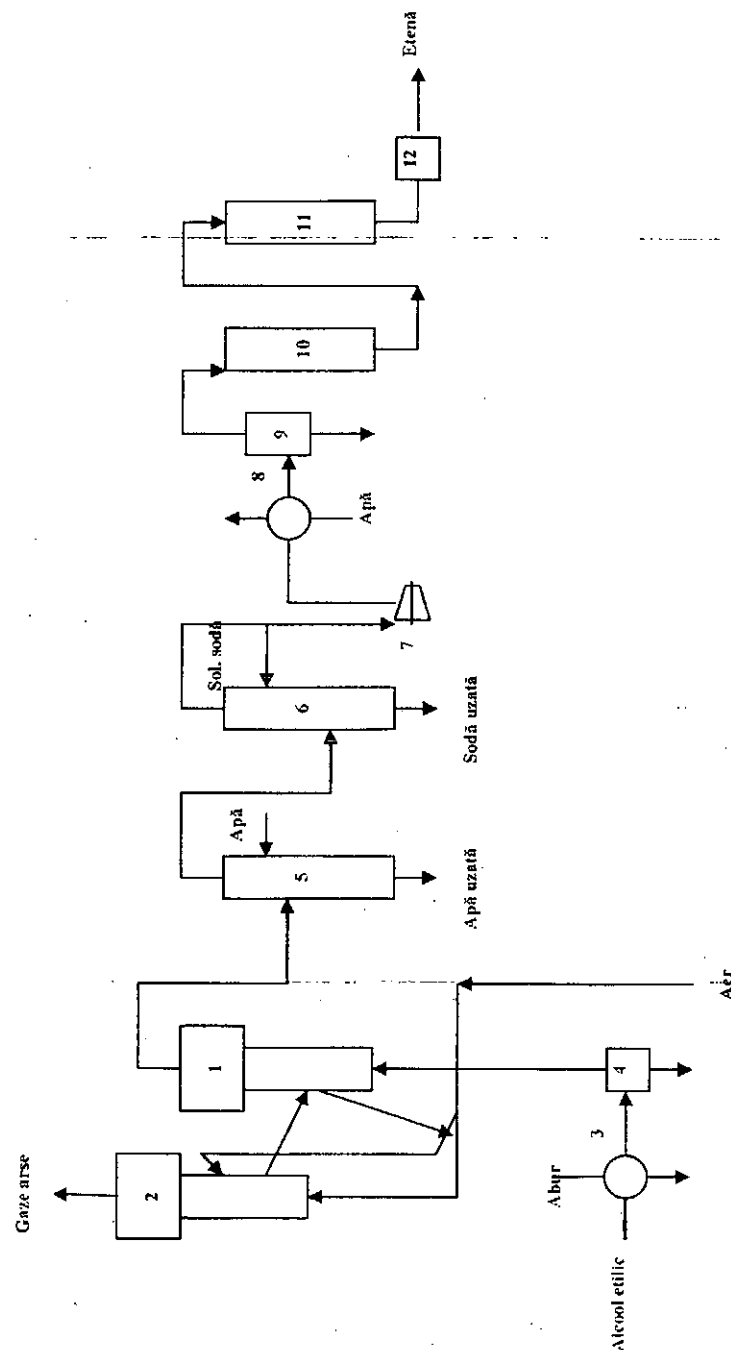 Gaze arse
2
1
Alcool etilic
Abur
3
4
Aer
Apă
5
Apă uzată
Sol. sodă
6
Sodă uzată
7
Apă
8
9
10
11
12
Etenă